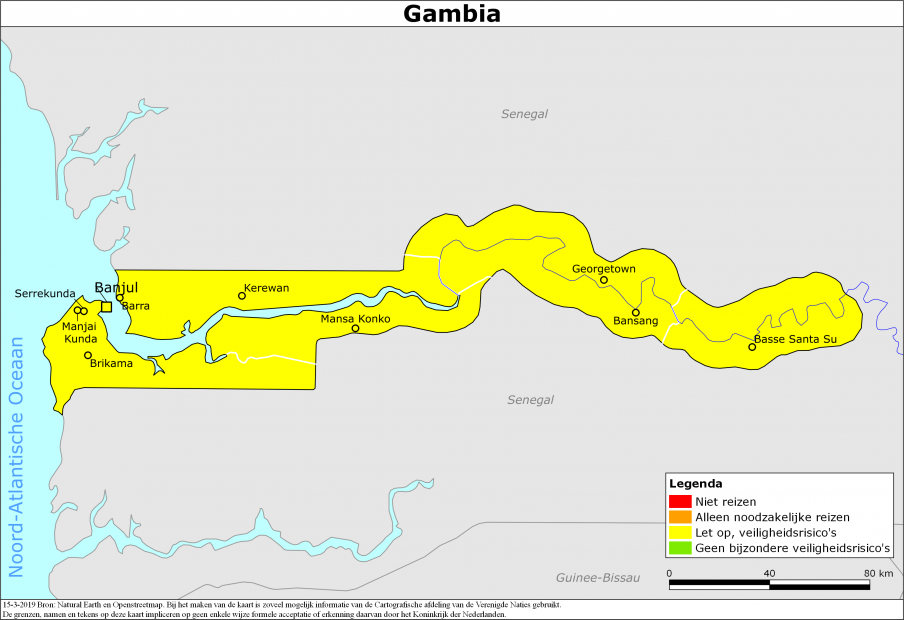 Gambia
Senegal
Georgetown
Banjul
Serrekunda
Kerewan
Barra
Mansa Konko
Bansang
Manjai
Kunda
Basse Santa Su
Brikama
Noord-Atlantische Oceaan
Senegal
Legenda
Niet reizen
Alleen noodzakelijke reizen
Let op, veiligheidsrisico's
Geen bijzondere veiligheidsrisico's
0 40 80 km
Guinee-Bissau
15-3-2019 Bron: Natural Earth en Openstreetmap. Bij het maken van de kaart is zoveel mogelijk informatie van de Cartografische afdeling van de Verenigde Naties gebruikt.
De grenzen, namen en tekens op deze kaart impliceren op geen enkele wijze formele acceptatie of erkenning daarvan door het Koninkrijk der Nederlanden.